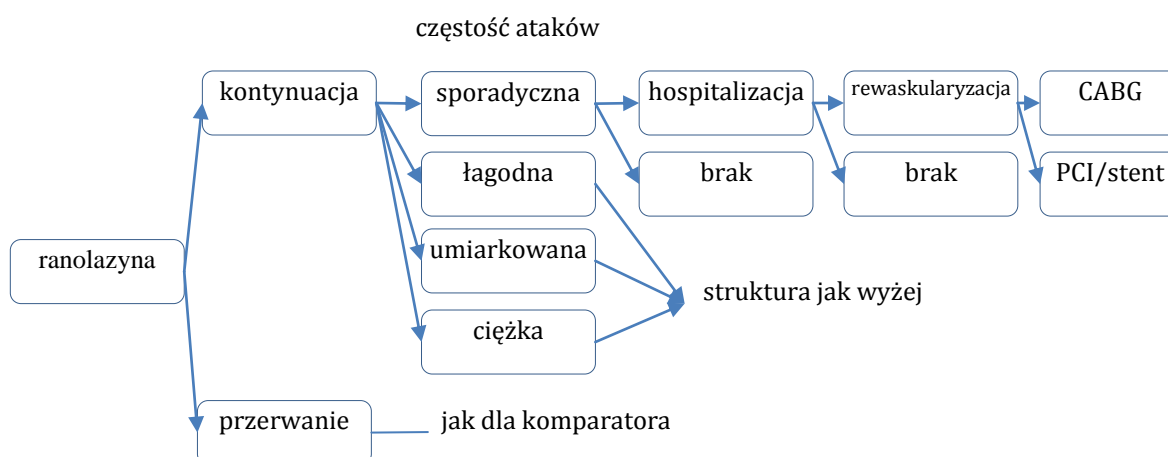 częstość ataków
kontynuacja
sporadyczna
hospitalizacja
rewaskularyzacja
CABG
łagodna
brak
brak
PCI/stent
ranolazyna
umiarkowana
struktura jak wyżej
ciężka
przerwanie
jak dla komparatora